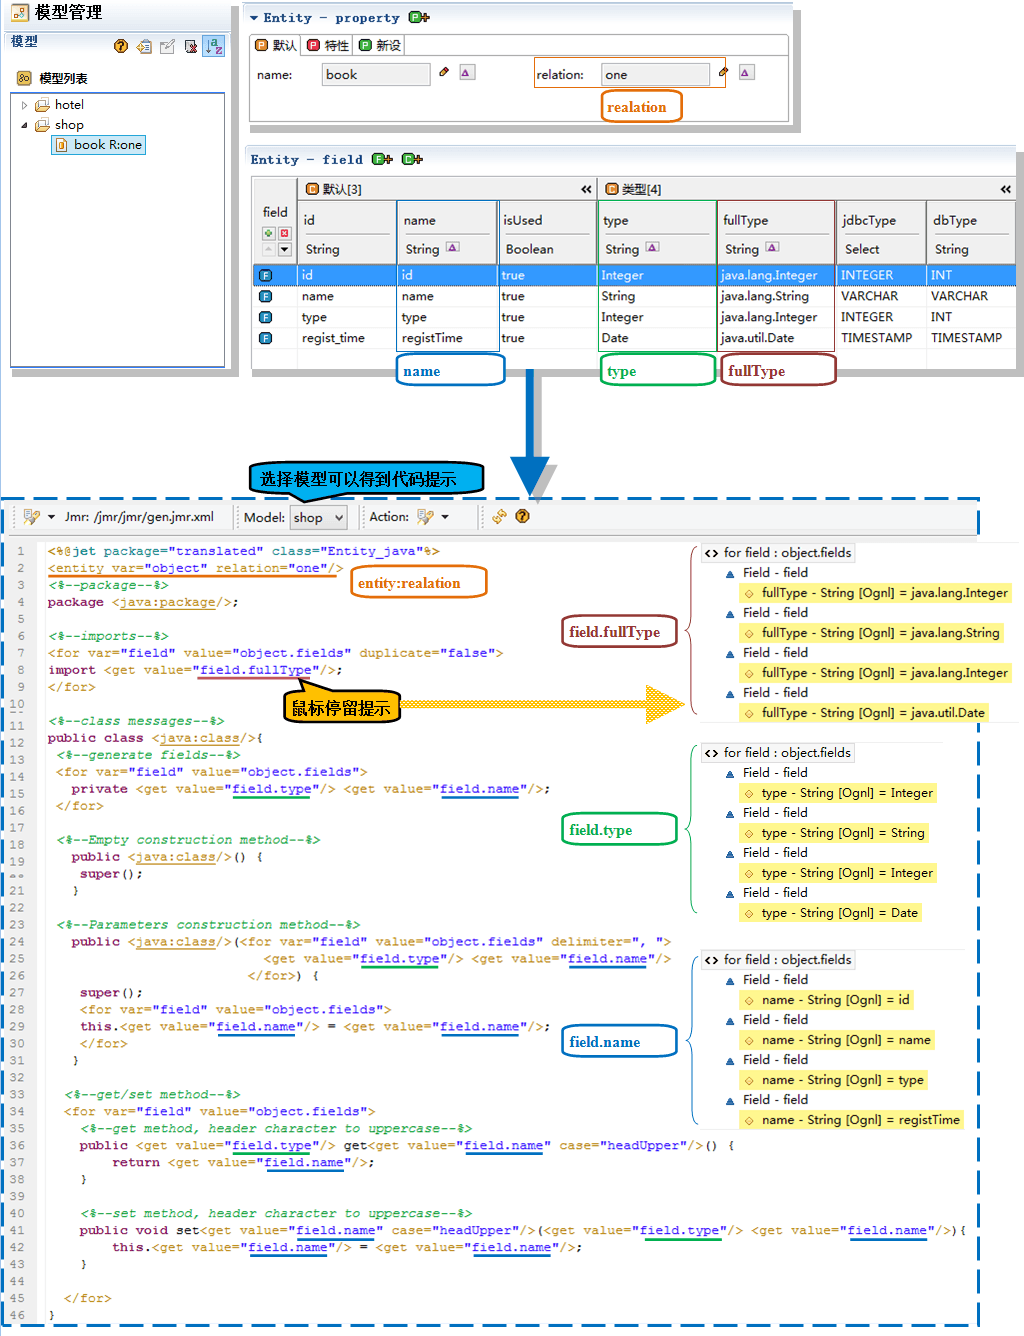 模型管理
模型
模型列表
hotel
shop
book R:one
Entity - property
默认
特性
新设
name:
book
relation:
one
realation
Entity - field
默认[3]
类型[4]
field
id
name
isUsed
type
fullType
jdbcType
dbType
String
String
Boolean
String
String
Select
String
id
id
true
Integer
java.lang.Integer
INTEGER
INT
name
name
true
String
java.lang.String
VARCHAR
VARCHAR
type
type
true
Integer
java.lang.Integer
INTEGER
INT
regist_time
registTime
true
Date
java.util.Date
TIMESTAMP
TIMESTAMP
name
type
fullType
选择模型可以得到代码提示
Jmr: /jmr/jmr/gen.jmr.xml
Model: shop
Action:
1 <%@jet package="translated" class="Entity_java"%>
2 <entity var="object" relation="one"/>
entity:realation
3 <%--package--%>
4 package <java:package/>;
5
6 <%--imports--%>
7 <for var="field" value="object.fields" duplicate="false">
8 import <get value="field.fullType"/>;
9 </for>
鼠标停留提示
10
11 <%--class messages--%>
12 public class <java:class/>{
13 <%--generate fields--%>
14 <for var="field" value="object.fields">
15 private <get value="field.type"/> <get value="field.name"/>;
16 </for>
17
18 <%--Empty construction method--%>
19 public <java:class/>() {
super();
21 }
22
23 <%--Parameters construction method--%>
24 public <java:class/>(<for var="field" value="object.fields" delimiter=", ">
25 <get value="field.type"/> <get value="field.name"/>
26 </for>) {
27 super();
28 <for var="field" value="object.fields">
29 this.<get value="field.name"/> = <get value="field.name"/>;
30 </for>
31 }
32
33 <%--get/set method--%>
34 <for var="field" value="object.fields">
35 <%--get method, header character to uppercase--%>
36 public <get value="field.type"/> get<get value="field.name" case="headUpper"/>() {
37 return <get value="field.name"/>;
38 }
39
40 <%--set method, header character to uppercase--%>
41 public void set<get value="field.name" case="headUpper"/>(<get value="field.type"/> <get value="field.name"/>){
42 this.<get value="field.name"/> = <get value="field.name"/>;
43 }
44
45 </for>
46 }
field.fullType
for field : object.fields
Field - field
fullType - String [Ognl] = java.lang.Integer
Field - field
fullType - String [Ognl] = java.lang.String
Field - field
fullType - String [Ognl] = java.lang.Integer
Field - field
fullType - String [Ognl] = java.util.Date
field.type
for field : object.fields
Field - field
type - String [Ognl] = Integer
Field - field
type - String [Ognl] = String
Field - field
type - String [Ognl] = Integer
Field - field
type - String [Ognl] = Date
field.name
for field : object.fields
Field - field
name - String [Ognl] = id
Field - field
name - String [Ognl] = name
Field - field
name - String [Ognl] = type
Field - field
name - String [Ognl] = registTime